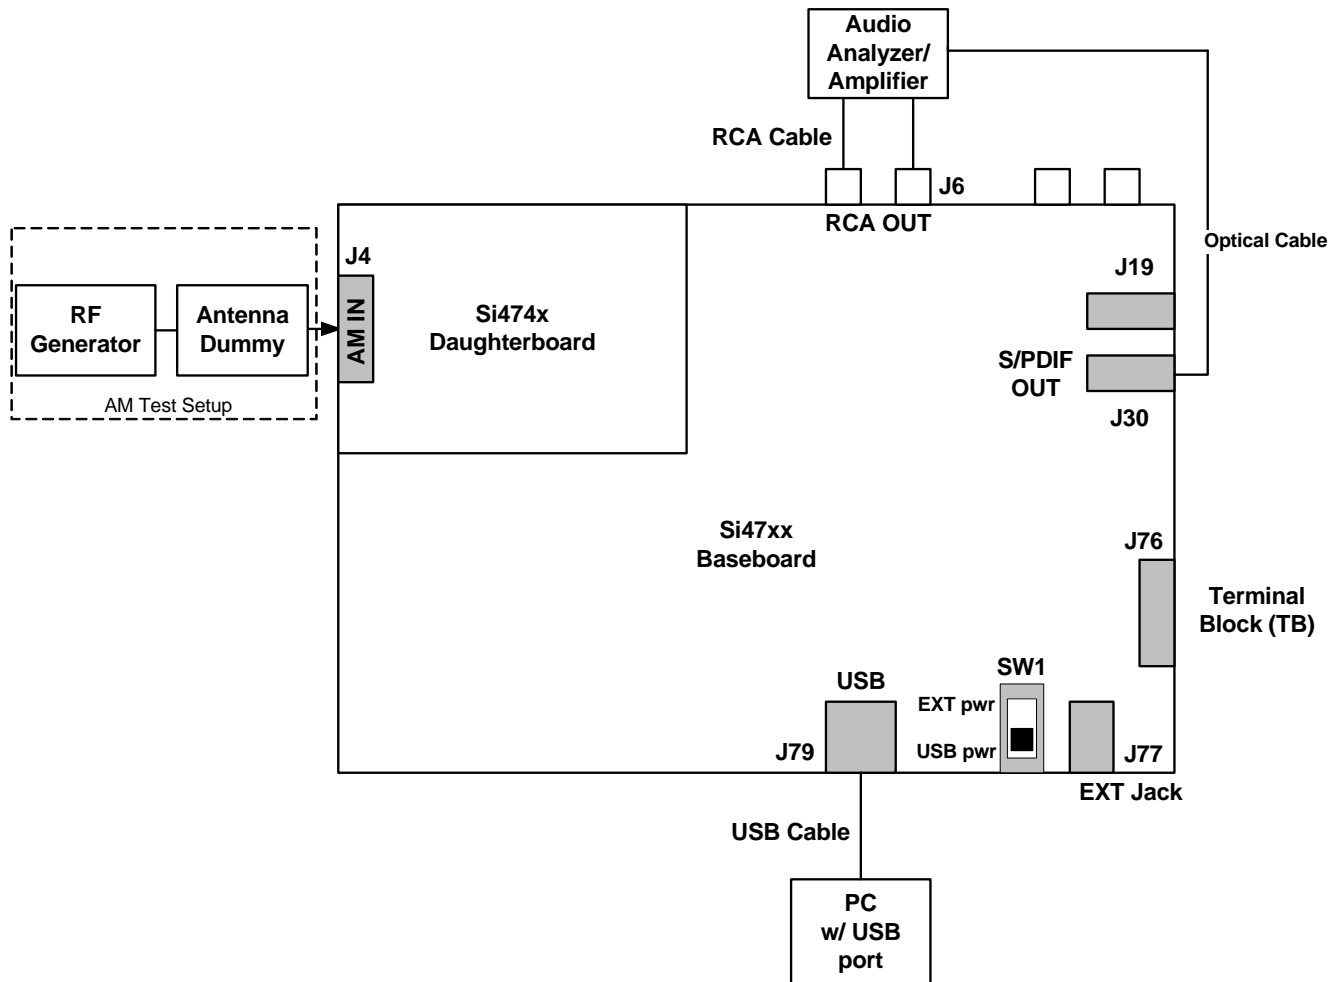 Audio
Analyzer/
Amplifier
RCA Cable
J6
RCA OUT
Optical Cable
J4
AM IN
RF
Generator
Antenna
Dummy
AM Test Setup
Si474x
Daughterboard
J19
S/PDIF
OUT
J30
Si47xx
Baseboard
J76
Terminal
Block (TB)
SW1
USB
EXT pwr
USB pwr
J79
J77
EXT Jack
USB Cable
PC
w/ USB
port